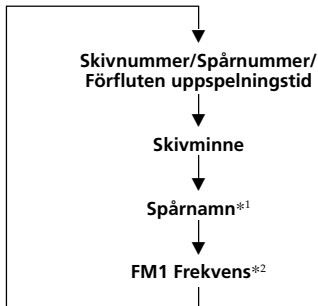 Skivnummer/Spårnummer/
Förfluten uppspelningstid
Skivminne
Spårnamn*1
FM1 Frekvens*2